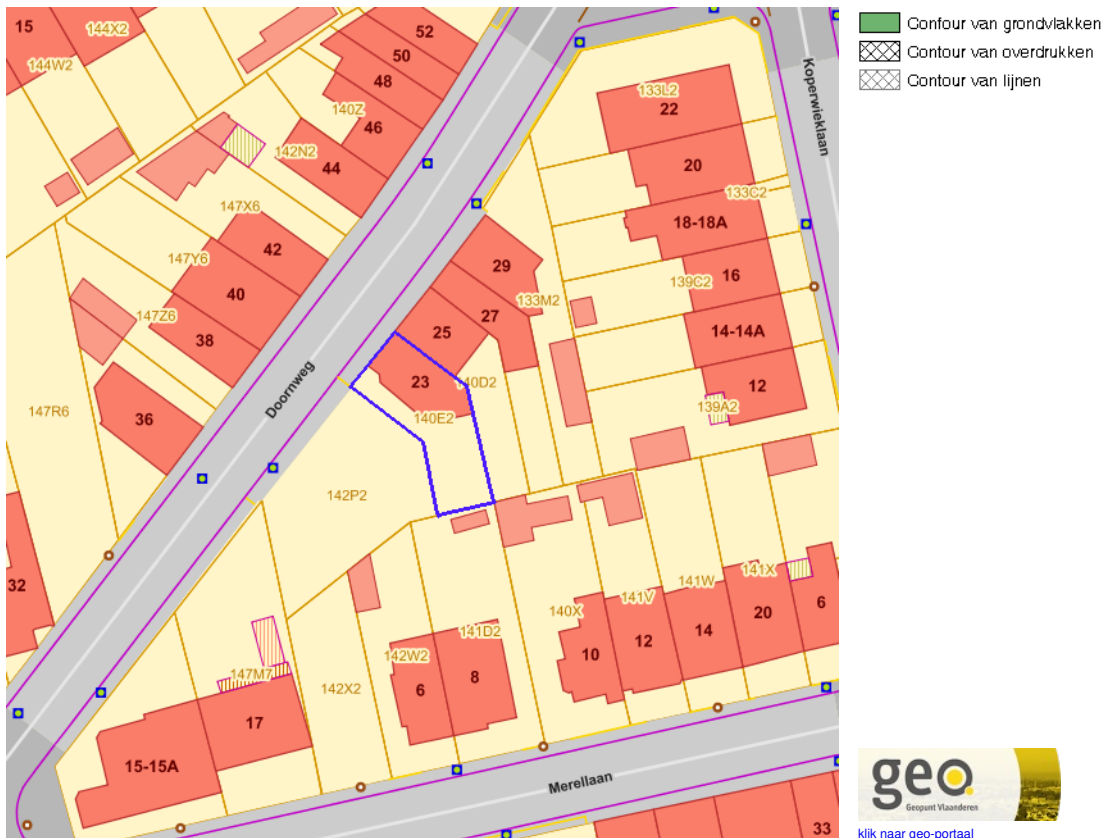 15
144X2
144W2
52
50
48
140Z
46
142N2
44
133L2
22
Koperwieklaan
20
133C2
18-18A
147X6
42
147Y6
40
147Z6
38
29
133M2
27
25
139C2
16
14-14A
12
139A2
23
140D2
140E2
Doornweg
147R6
36
142P2
32
147M7
17
15-15A
142X2
142W2
6
141D2
8
140X
10
141V
12
141W
14
141X
20
6
Merellaan
33
Contour van grondvlakken
Contour van overdrukken
Contour van lijnen
geo
Geopunt Vlaanderen
klik naar geo-portaal